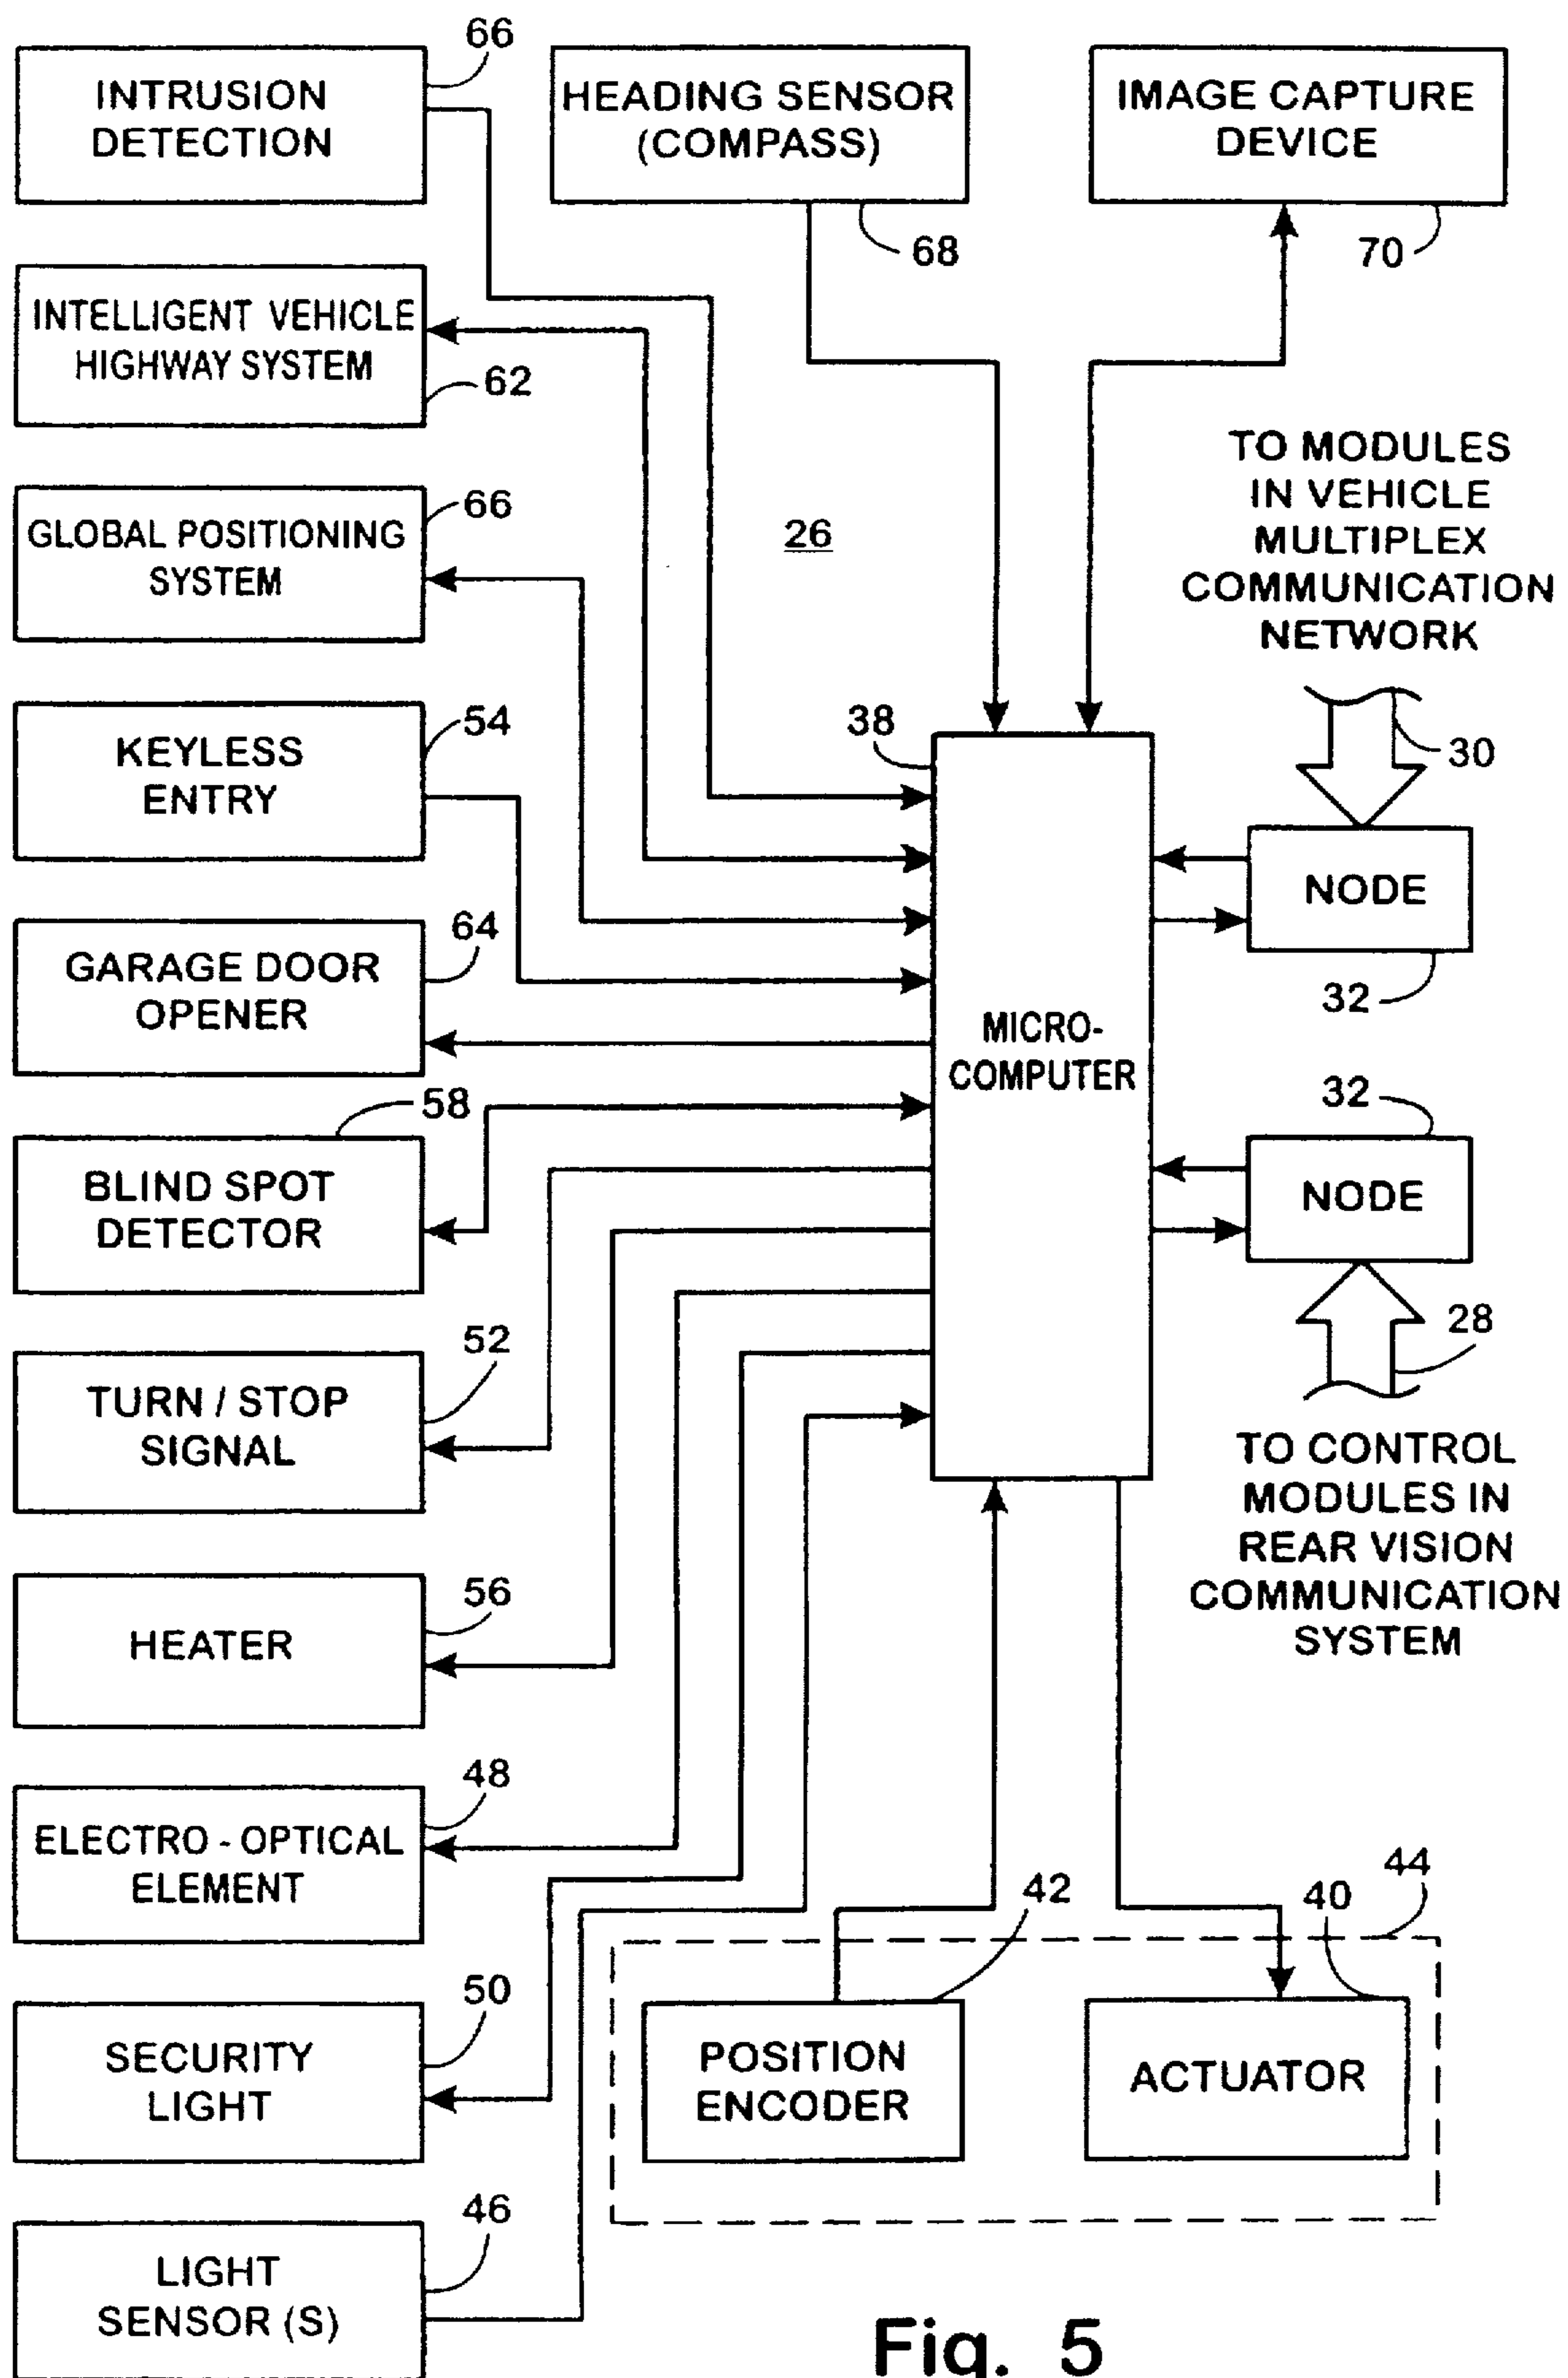 66
INTRUSION
DETECTION
HEADING SENSOR
(COMPASS)
68
IMAGE CAPTURE
DEVICE
70
INTELLIGENT VEHICLE
HIGHWAY SYSTEM
62
GLOBAL POSITIONING
SYSTEM
66
26
TO MODULES
IN VEHICLE
MULTIPLEX
COMMUNICATION
NETWORK
30
KEYLESS
ENTRY
54
38
NODE
32
GARAGE DOOR
OPENER
64
MICRO-
COMPUTER
58
BLIND SPOT
DETECTOR
32
NODE
28
TURN / STOP
SIGNAL
52
TO CONTROL
MODULES IN
REAR VISION
COMMUNICATION
SYSTEM
HEATER
56
ELECTRO - OPTICAL
ELEMENT
48
42
40
44
SECURITY
LIGHT
50
POSITION
ENCODER
ACTUATOR
LIGHT
SENSOR (S)
46
Fig. 5